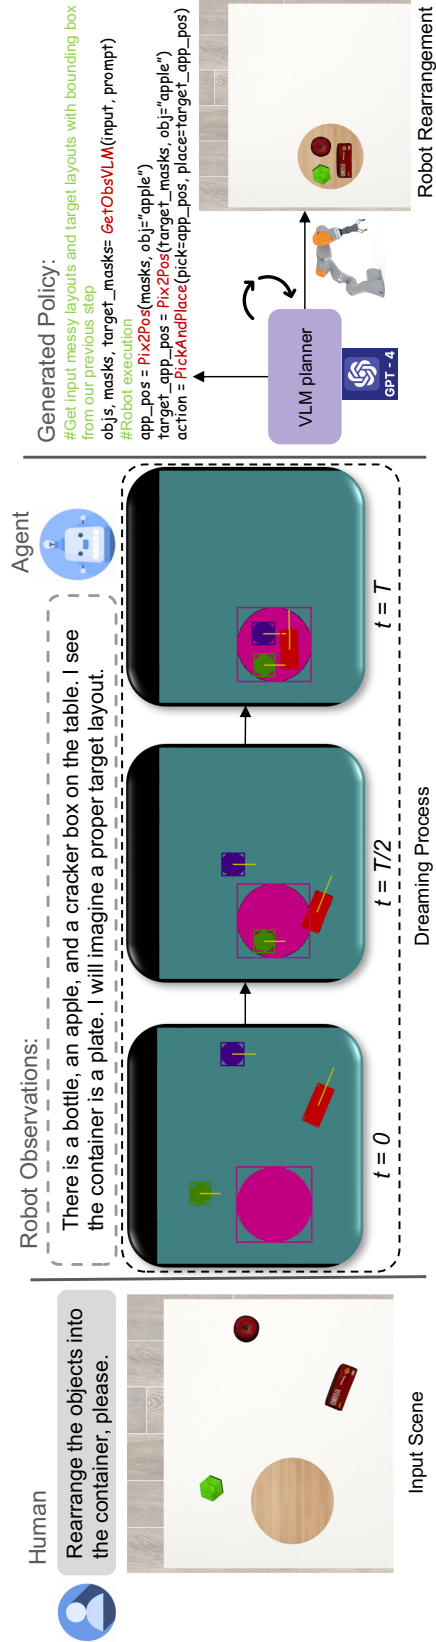 Human
Rearrange the objects into
the container, please.
Input Scene
Robot Observations:
Agent
There is a bottle, an apple, and a cracker box on the table. I see
the container is a plate. I will imagine a proper target layout.
t = 0
t = T/2
t = T
Dreaming Process
Generated Policy:
#Get input messy layouts and target layouts with bounding box
from our previous step
objs, masks, target_masks= GetObsVLM(input, prompt)
#Robot execution
app_pos = Pix2Pos(masks, obj="apple")
target_app_pos = Pix2Pos(target_masks, obj="apple")
action = PickAndPlace(pick=app_pos, place=target_app_pos)
VLM planner
GPT - 4
Robot Rearrangement